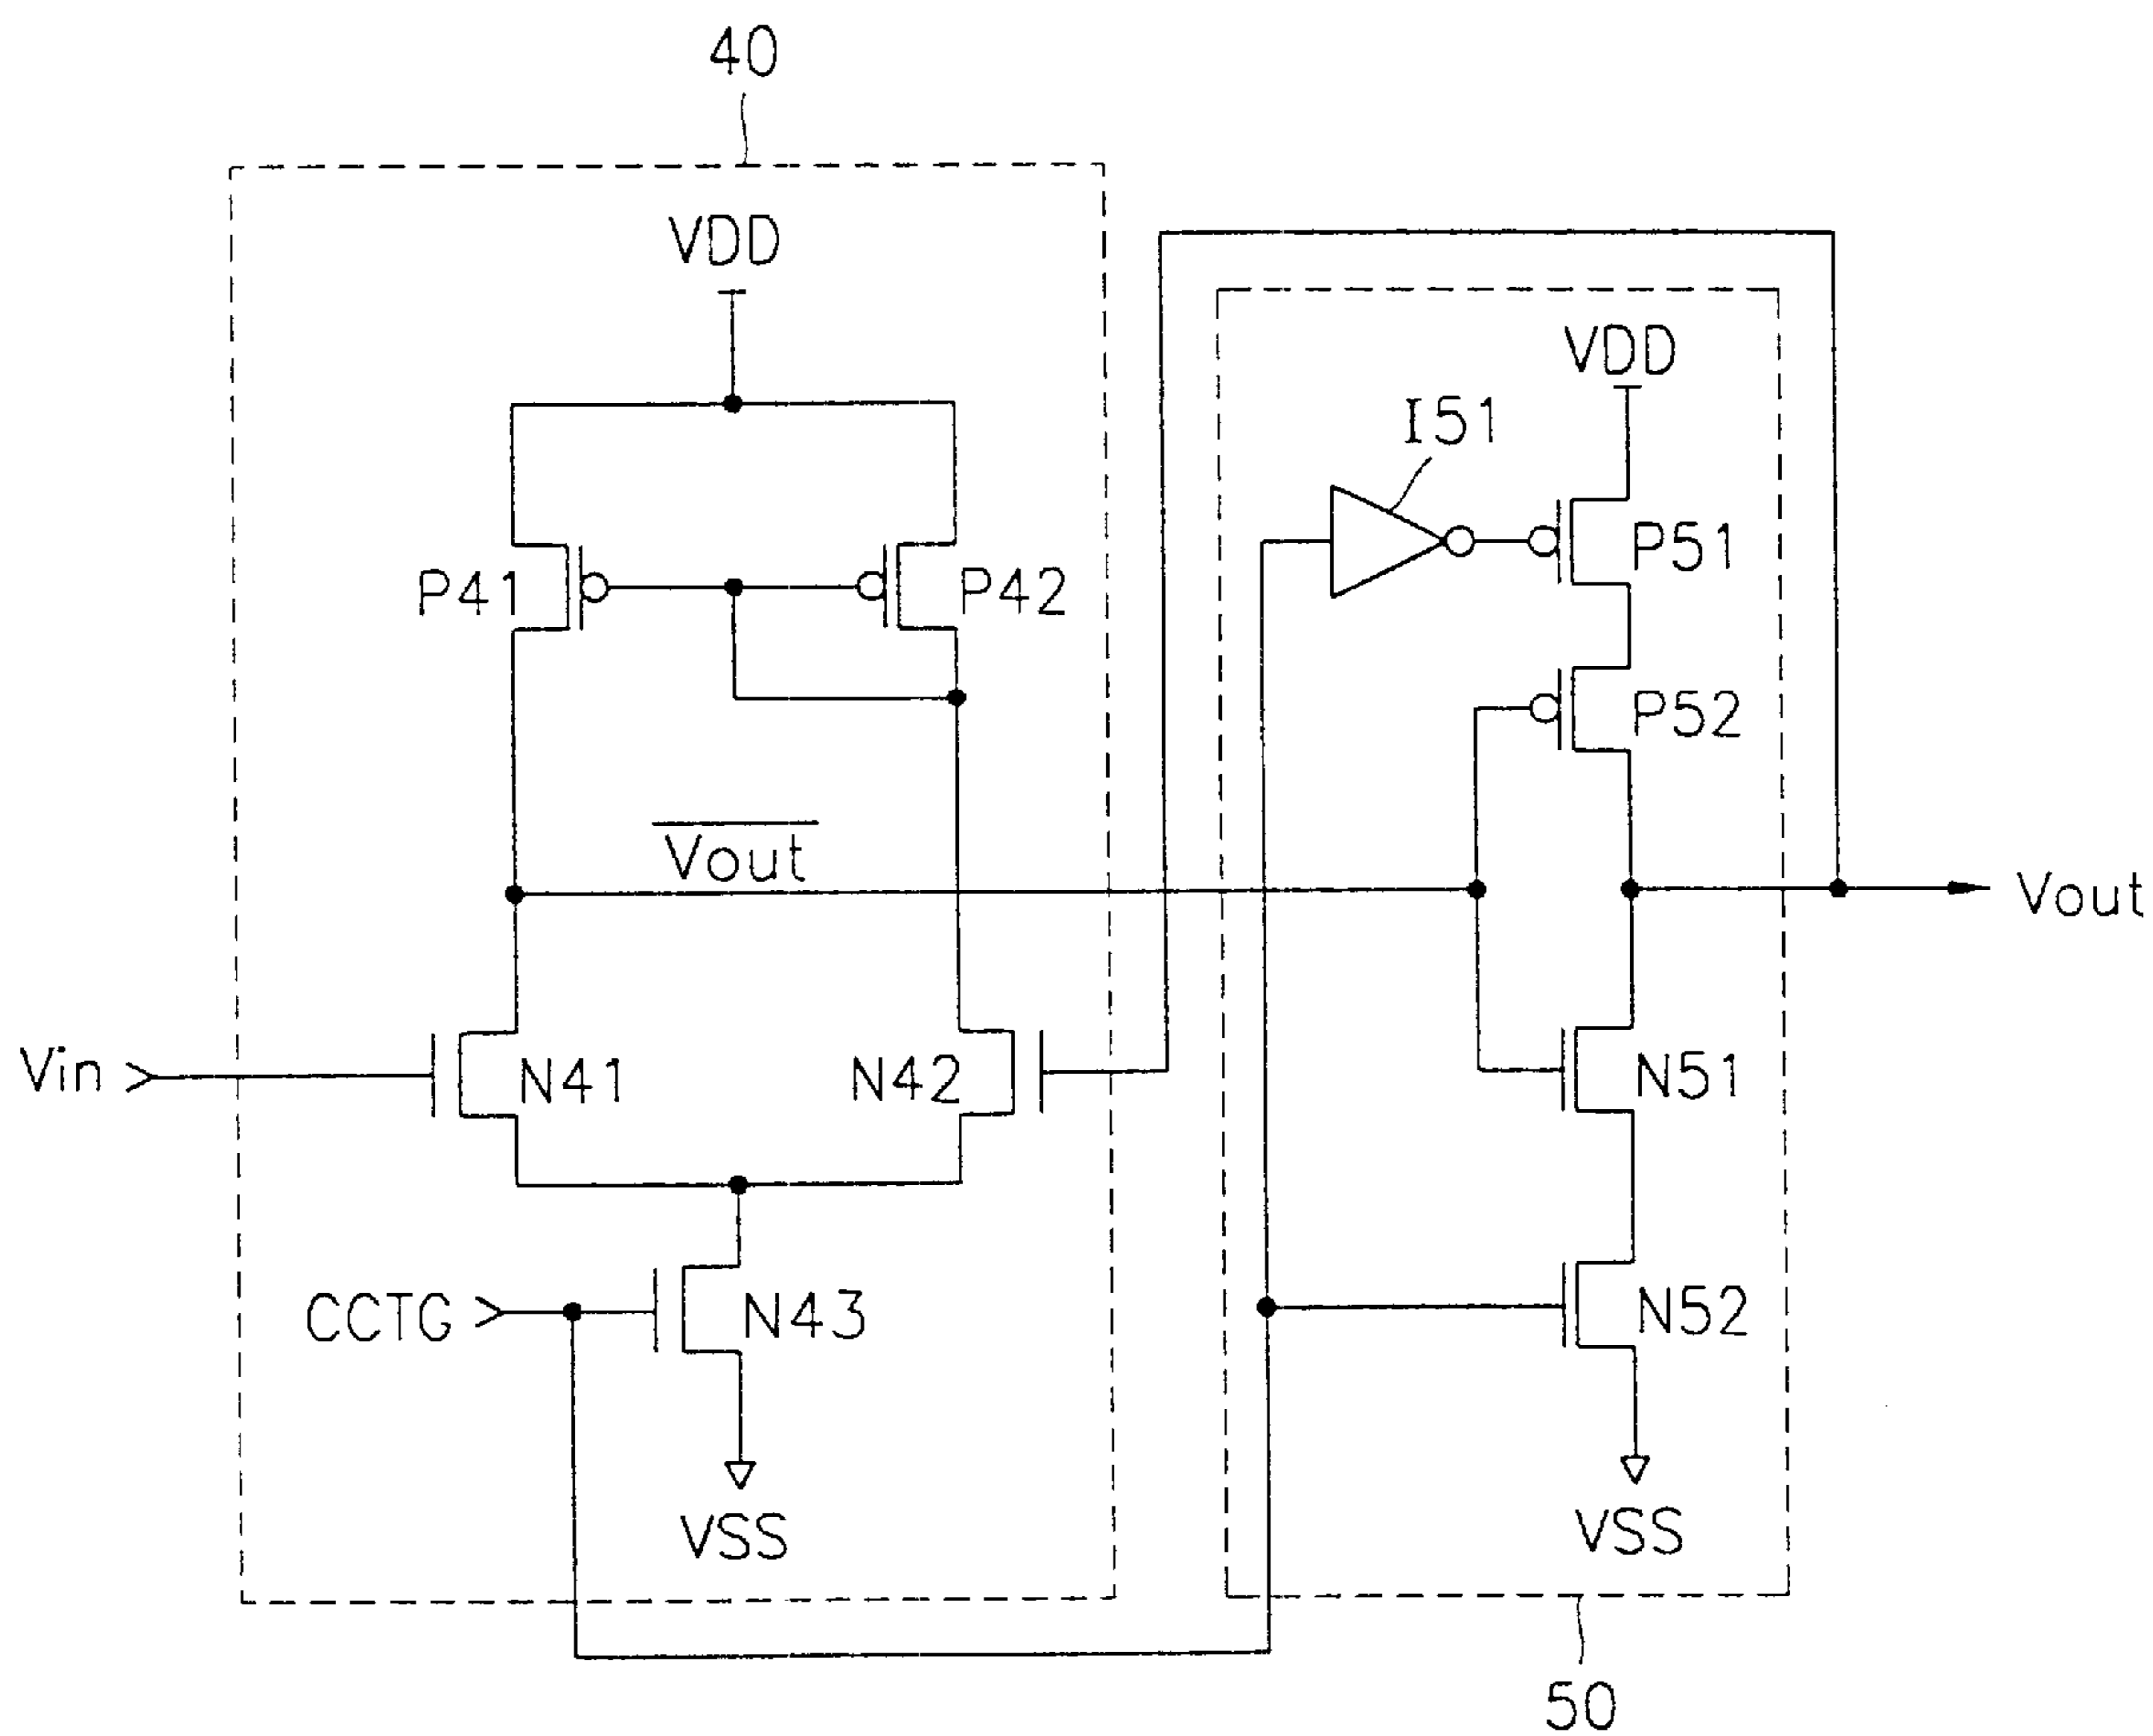 40
VDD
VDD
I51
P51
P41
P42
P52
Vout
Vout
Vin
N41
N42
N51
CCTG
N43
N52
VSS
VSS
50